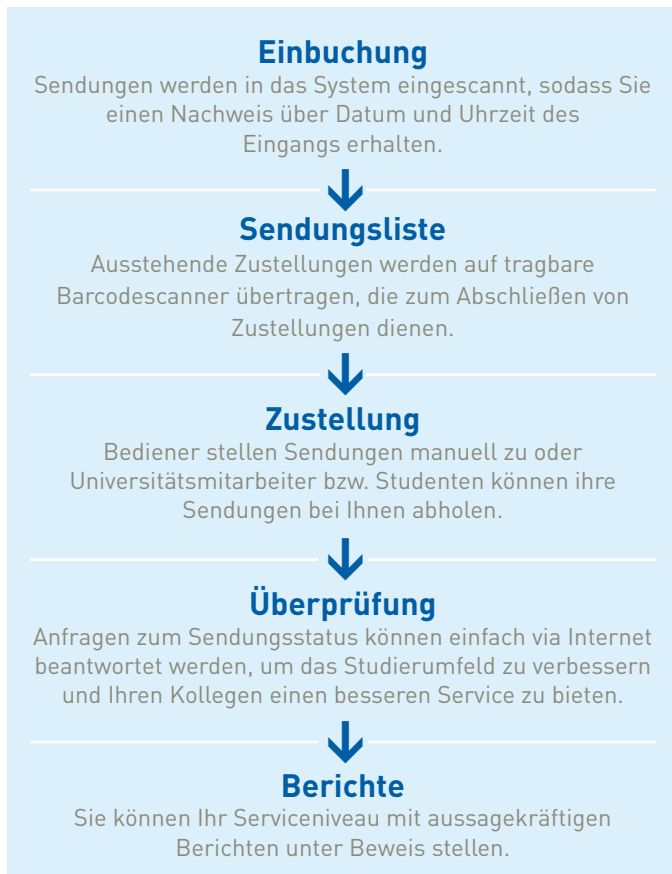 Einbuchung
Sendungen werden in das System eingescannt, sodass Sie
einen Nachweis über Datum und Uhrzeit des
Eingangs erhalten.
Sendungsliste
Ausstehende Zustellungen werden auf tragbare
Barcodescanner übertragen, die zum Abschließen von
Zustellungen dienen.
Zustellung
Bediener stellen Sendungen manuell zu oder
Universitätsmitarbeiter bzw. Studenten können ihre
Sendungen bei Ihnen abholen.
Überprüfung
Anfragen zum Sendungsstatus können einfach via Internet
beantwortet werden, um das Studierumfeld zu verbessern
und Ihren Kollegen einen besseren Service zu bieten.
Berichte
Sie können Ihr Serviceniveau mit aussagekräftigen
Berichten unter Beweis stellen.